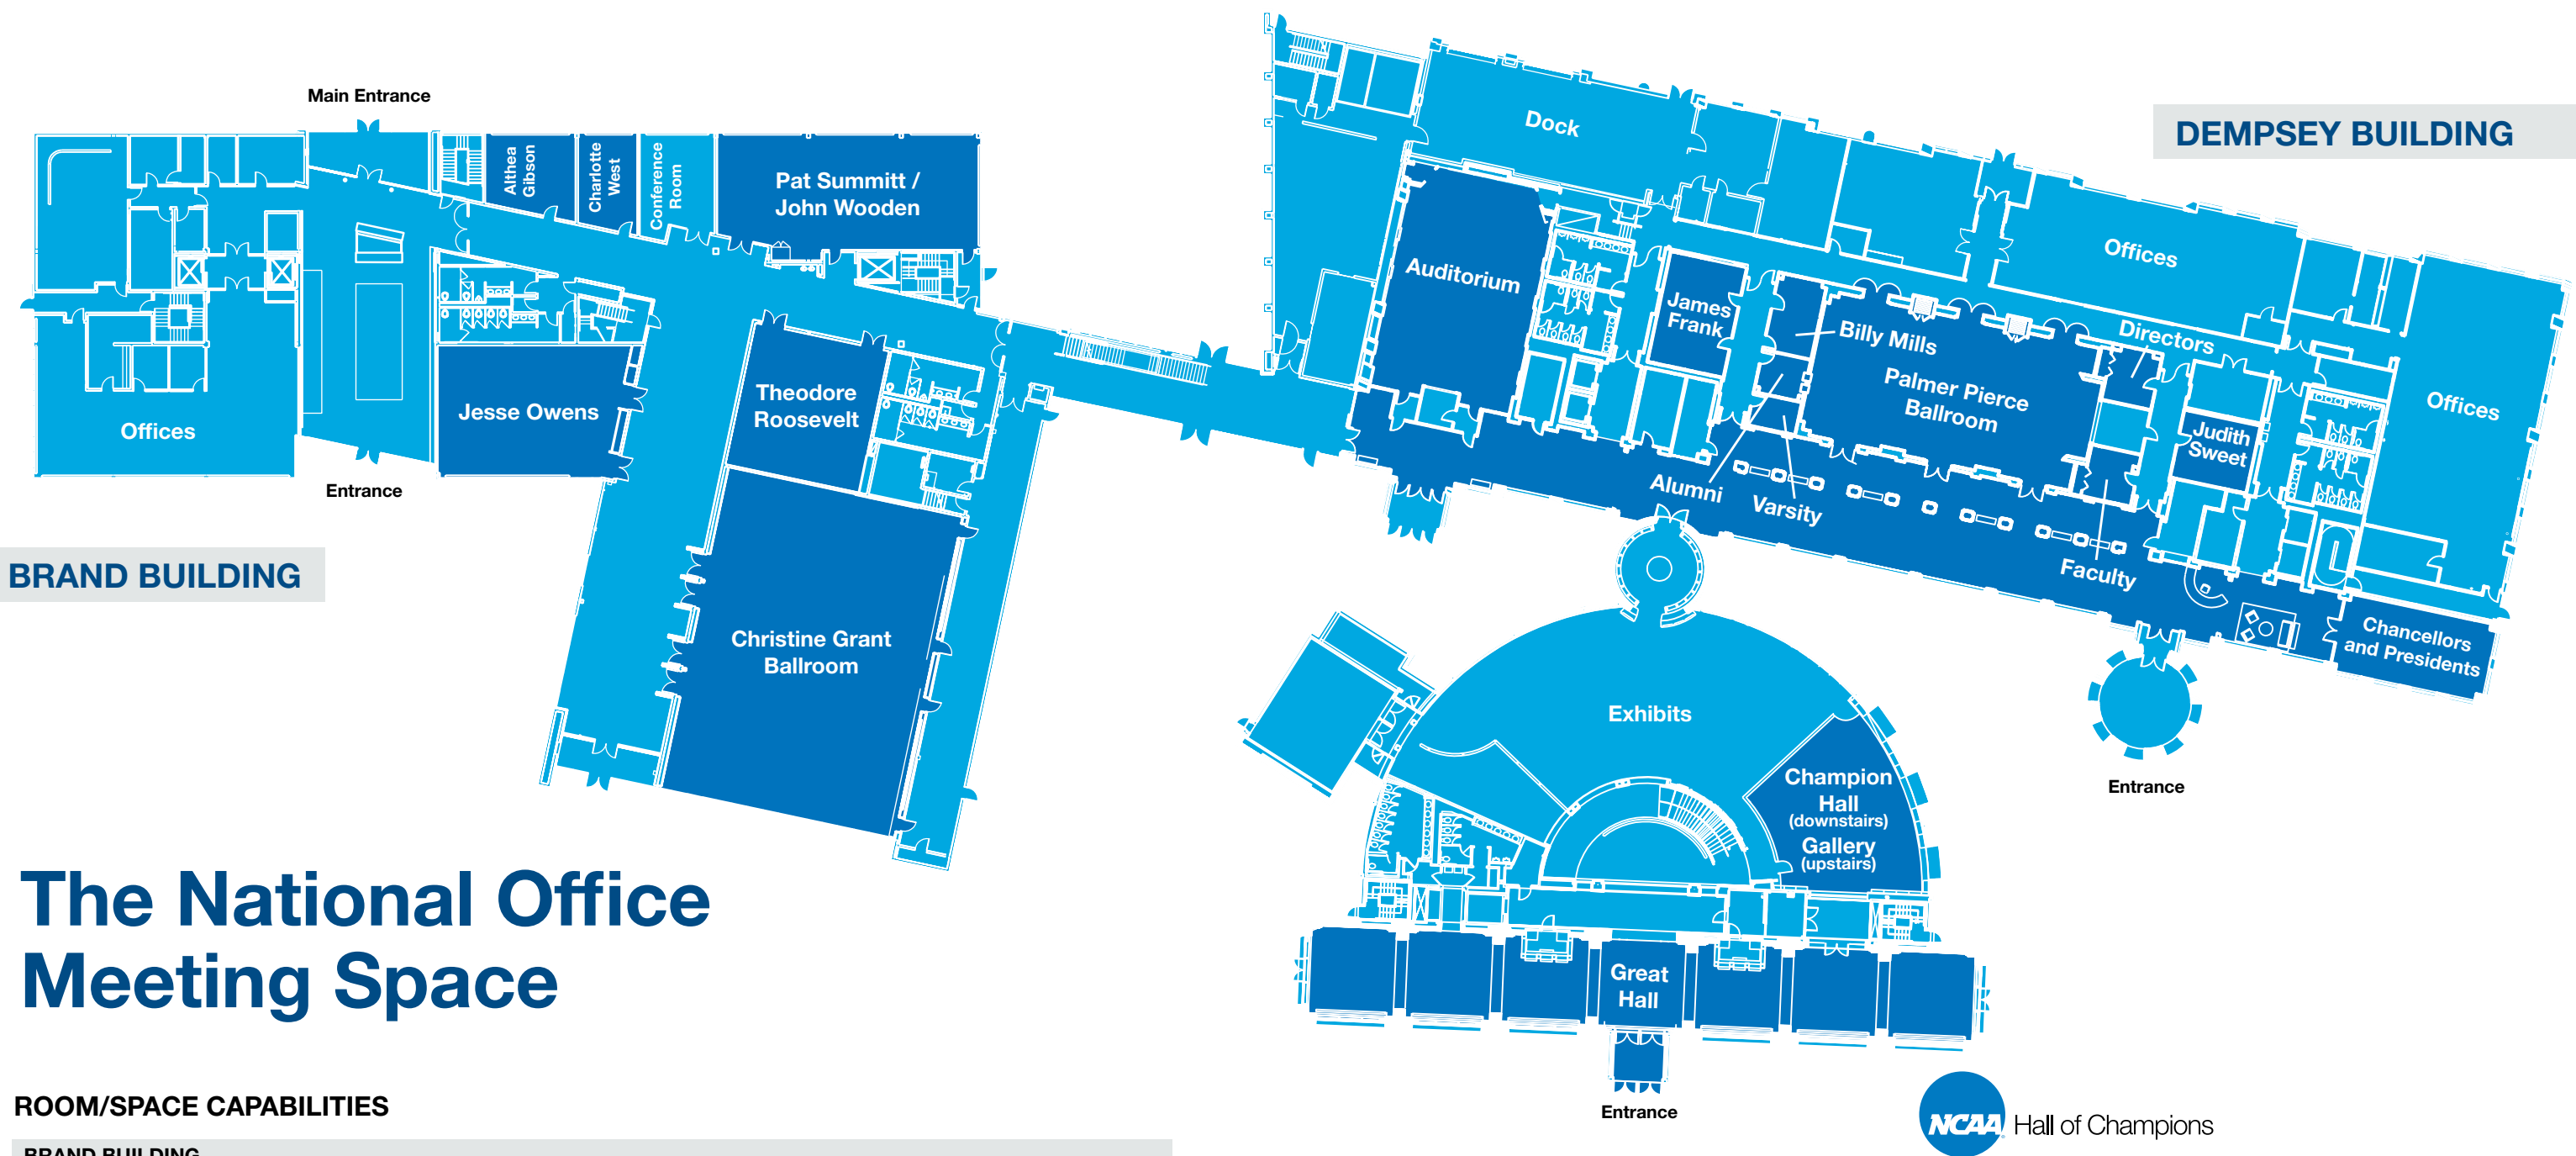 Main Entrance
Althea
Gibson
Charlotte
West
Conference
Room
Pat Summitt /
John Wooden
Offices
Jesse Owens
Theodore
Roosevelt
Entrance
Christine Grant
Ballroom
BRAND BUILDING
DEMPSEY BUILDING
Dock
Auditorium
James
Frank
Billy Mills
Palmer Pierce
Ballroom
Offices
Directors
Offices
Judith
Sweet
Alumni
Varsity
Faculty
Chancellors
and Presidents
Entrance
Exhibits
Champion
Hall
(downstairs)
Gallery
(upstairs)
Great
Hall
Entrance
NCAA Hall of Champions
The National Office
Meeting Space
ROOM/SPACE CAPABILITIES
BRAND BUILDING